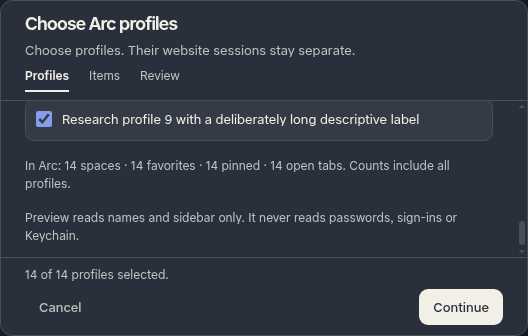 Choose Arc profiles
Choose profiles. Their website sessions stay separate.
Profiles Items Review
Research profile 9 with a deliberately long descriptive label
In Arc: 14 spaces · 14 favorites · 14 pinned · 14 open tabs. Counts include all
profiles.
Preview reads names and sidebar only. It never reads passwords, sign-ins or
Keychain.
14 of 14 profiles selected.
Cancel Continue